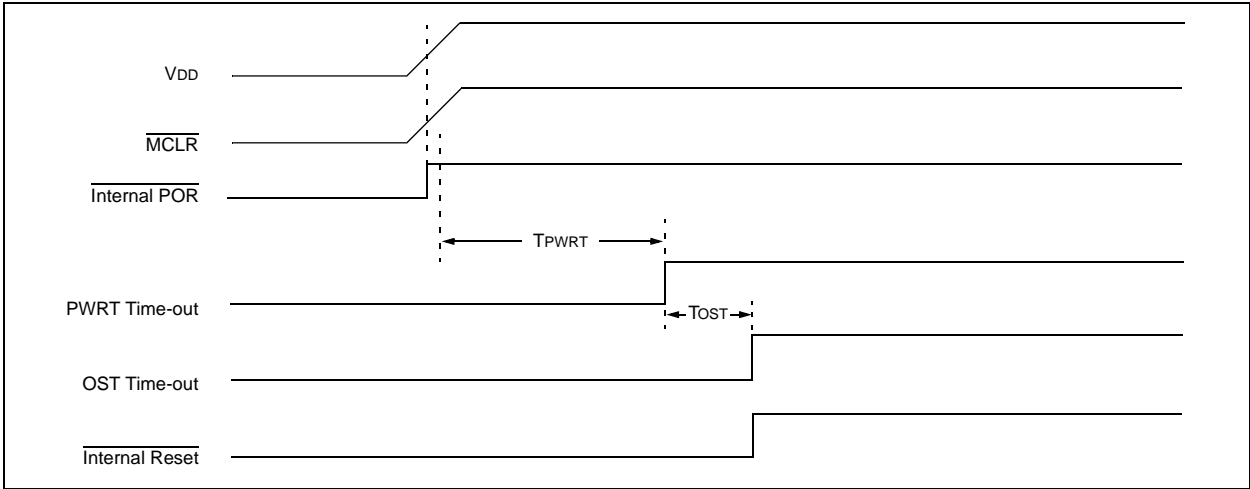 VDD
MCLR
Internal POR
TPWRT
PWRT Time-out
TOST
OST Time-out
Internal Reset